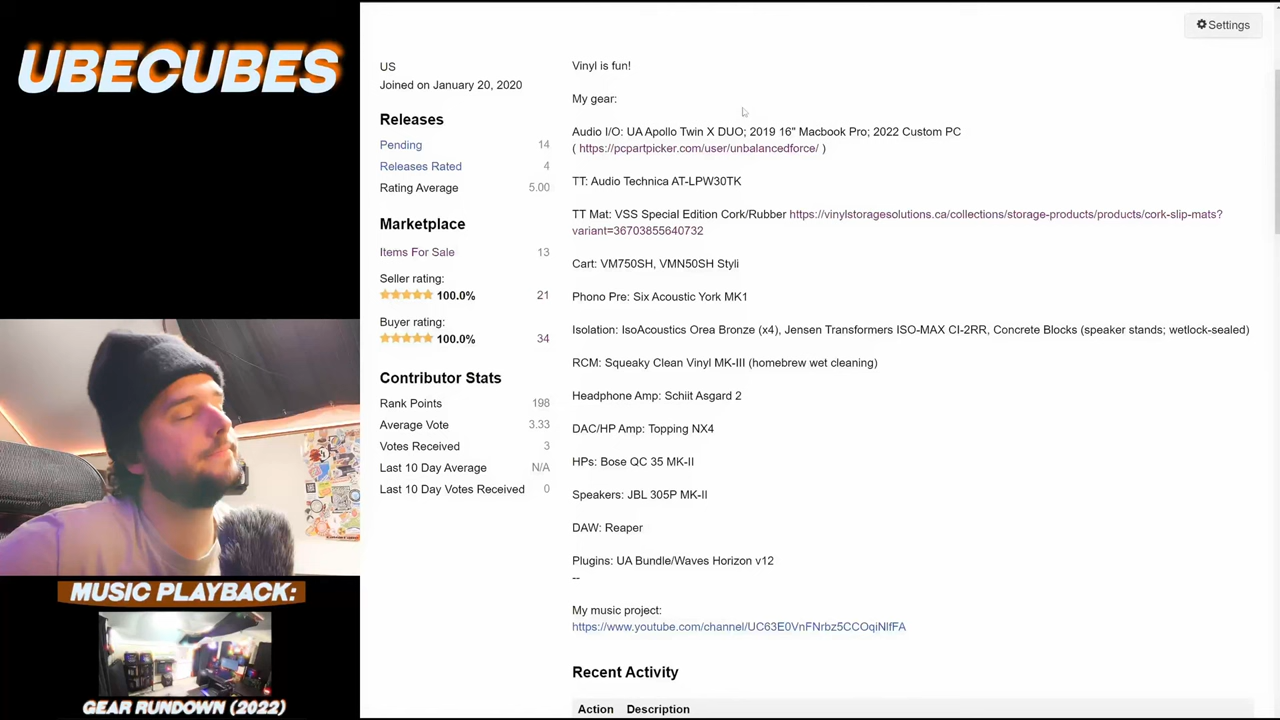 UBECUBES
MUSIC PLAYBACK:
GEAR RUNDOWN (2022)
Settings
US
Joined on January 20, 2020
Releases
Pending 14
Releases Rated 4
Rating Average 5.00
Marketplace
Items For Sale 13
Seller rating:
100.0% 21
Buyer rating:
100.0% 34
Contributor Stats
Rank Points 198
Average Vote 3.33
Votes Received 3
Last 10 Day Average N/A
Last 10 Day Votes Received 0
Vinyl is fun!
My gear:
Audio I/O: UA Apollo Twin X DUO; 2019 16" Macbook Pro; 2022 Custom PC
( https://pcpartpicker.com/user/unbalancedforce/ )
TT: Audio Technica AT-LPW30TK
TT Mat: VSS Special Edition Cork/Rubber https://vinylstoragesolutions.ca/collections/storage-products/products/cork-slip-mats?
variant=36703855640732
Cart: VM750SH, VMN50SH Styli
Phono Pre: Six Acoustic York MK1
Isolation: IsoAcoustics Orea Bronze (x4), Jensen Transformers ISO-MAX CI-2RR, Concrete Blocks (speaker stands; wetlock-sealed)
RCM: Squeaky Clean Vinyl MK-III (homebrew wet cleaning)
Headphone Amp: Schiit Asgard 2
DAC/HP Amp: Topping NX4
HPs: Bose QC 35 MK-II
Speakers: JBL 305P MK-II
DAW: Reaper
Plugins: UA Bundle/Waves Horizon v12
--
My music project:
https://www.youtube.com/channel/UC63E0VnFNrbz5CCOqiNlfFA
Recent Activity
Action Description